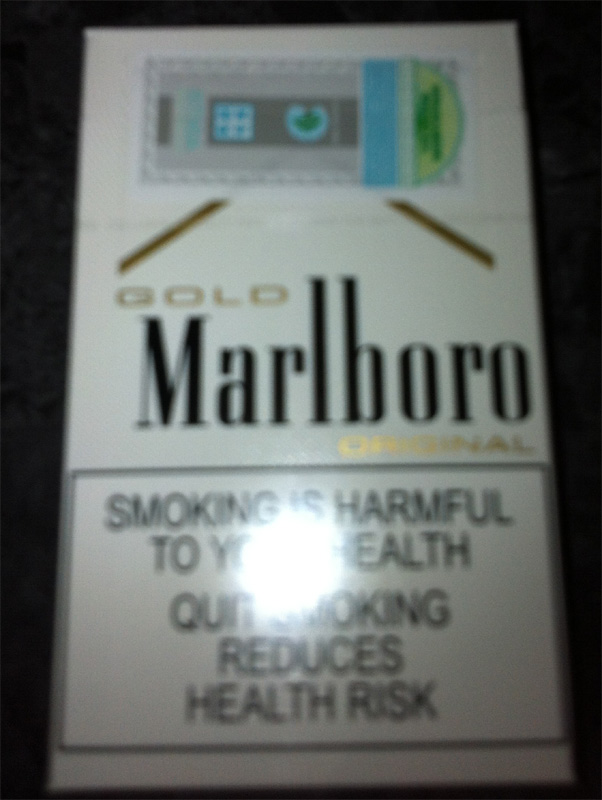 GOLD
Marlboro
ORIGINAL
SMOKING IS HARMFUL
TO HEALTH
QUIT SMOKING
REDUCES
HEALTH RISK